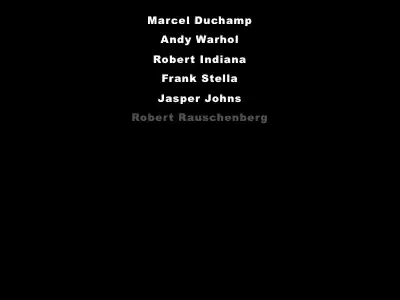 Marcel Duchamp
Andy Warhol
Robert Indiana
Frank Stella
Jasper Johns
Robert Rauschenberg